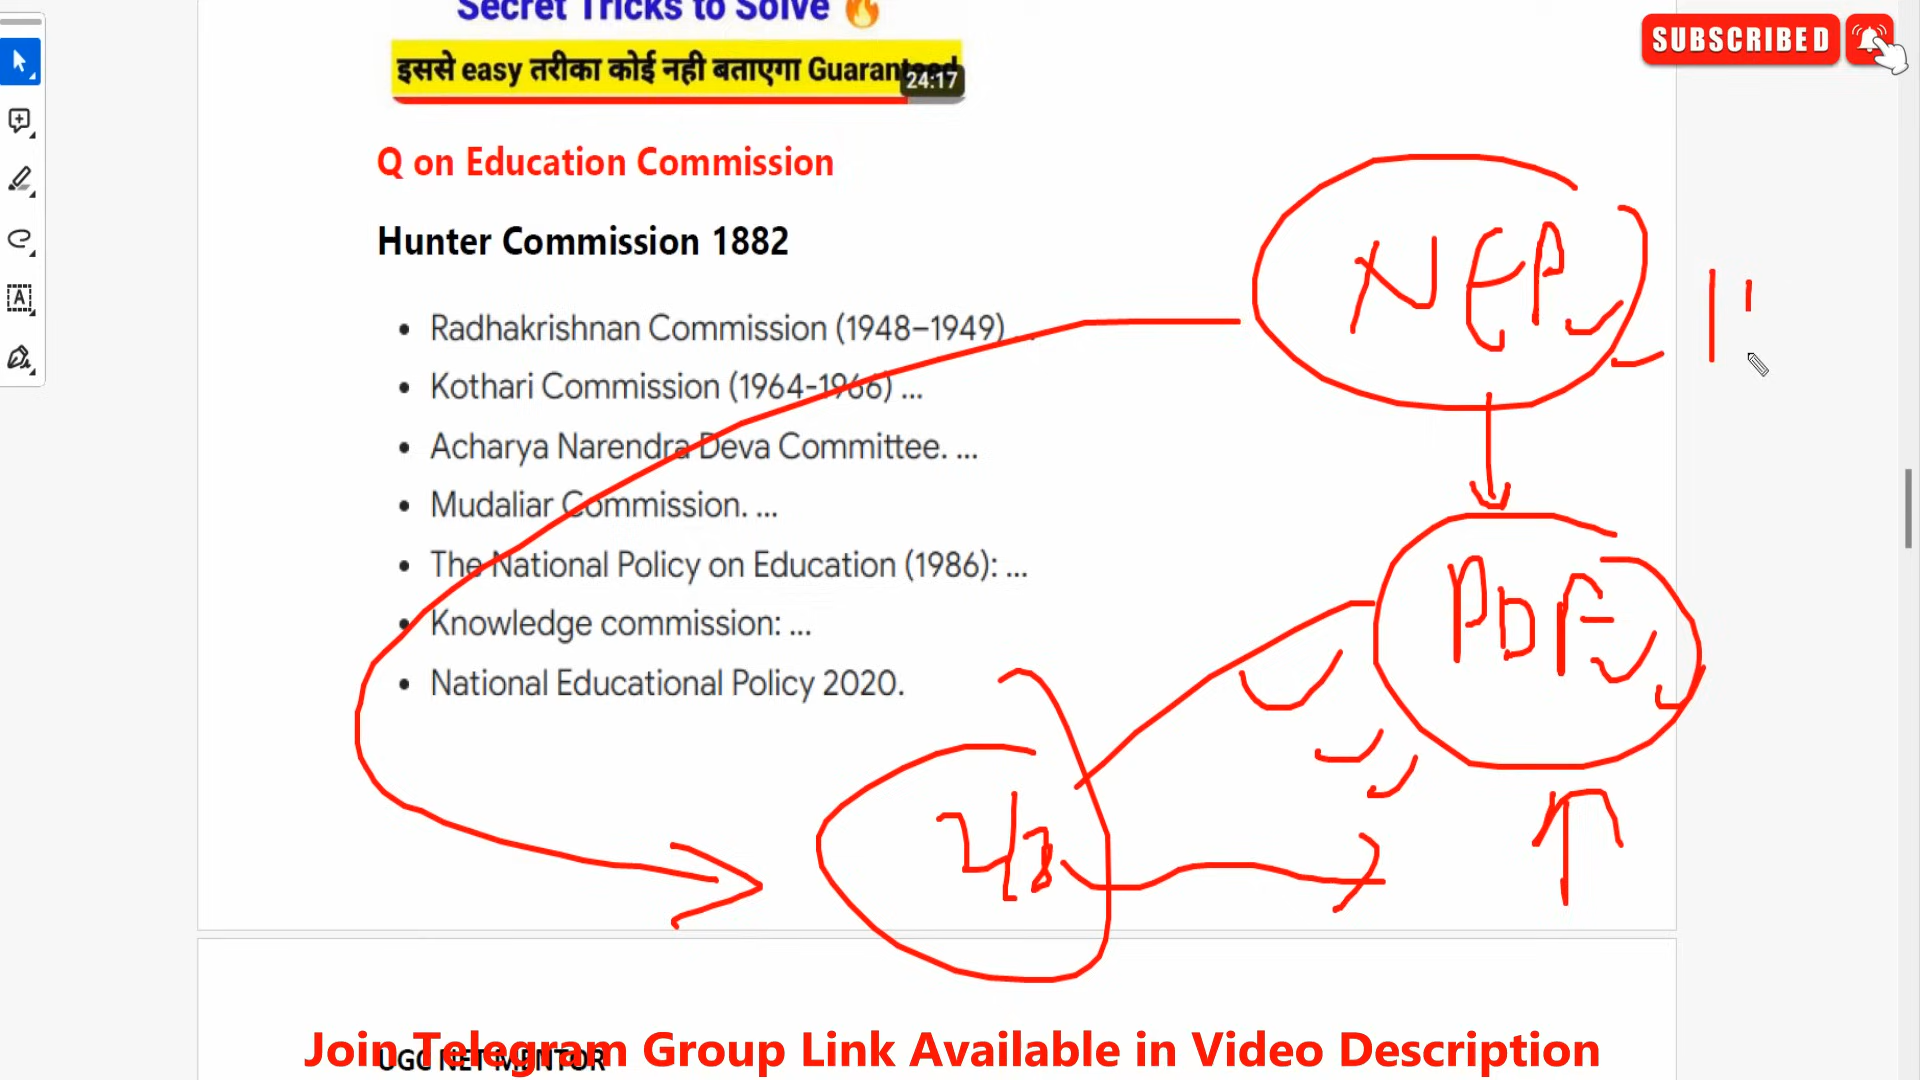 Secret Tricks to Solve 🔥
SUBSCRIBED
इससे easy तरीका कोई नही बताएगा Guaranteed
24:17
Q on Education Commission
Hunter Commission 1882
NEP
• Radhakrishnan Commission (1948–1949) ...
• Kothari Commission (1964-1966) ...
• Acharya Narendra Deva Committee. ...
• Mudaliar Commission. ...
• The National Policy on Education (1986): ...
PDF
• Knowledge commission: ...
• National Educational Policy 2020.
Join Telegram Group Link Available in Video Description
UGC NET MENTOR